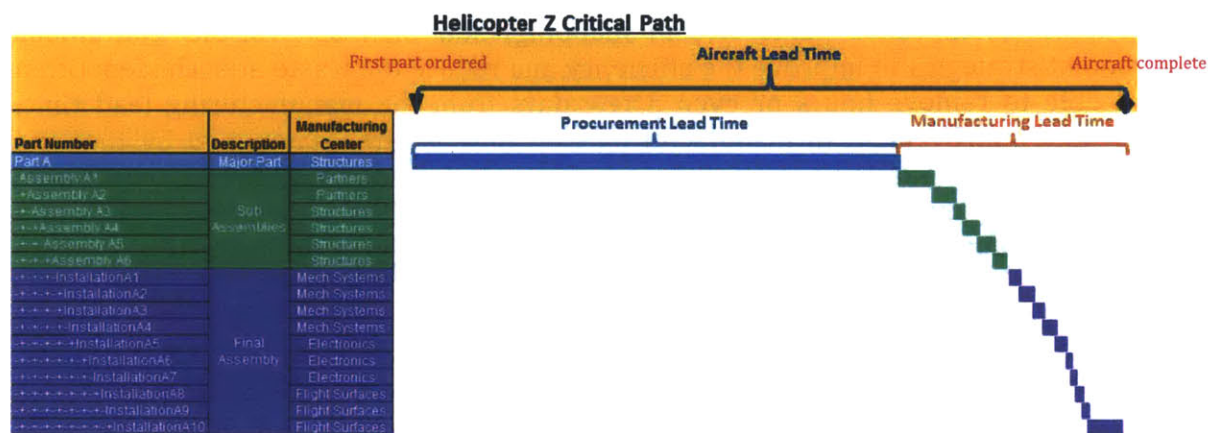 Helicopter Z Critical Path
First part ordered
Aircraft Lead Time
Aircraft complete
Procurement Lead Time
Manufacturing Lead Time
Part Number Description Manufacturing Center
Part A Major Part Structures
Assembly A1 Partners
-+Assembly A2 Partners
-+-Assembly A3 Structures
-+-+Assembly A4 Structures
-+-+-Assembly A5 Structures
-+-+-+Assembly A6 Structures
Sub Assemblies
-+-+-+-InstallationA1 Mech Systems
-+-+-+-+InstallationA2 Mech Systems
-+-+-+-+InstallationA3 Mech Systems
-+-+-+-+-InstallationA4 Mech Systems
-+-+-+-+-+InstallationA5 Electronics
-+-+-+-+-+-+InstallationA6 Electronics
-+-+-+-+-+-+-InstallationA7 Electronics
-+-+-+-+-+-+-+InstallationA8 Flight Surfaces
-+-+-+-+-+-+-+-InstallationA9 Flight Surfaces
-+-+-+-+-+-+-+-+InstallationA10 Flight Surfaces
Final Assembly